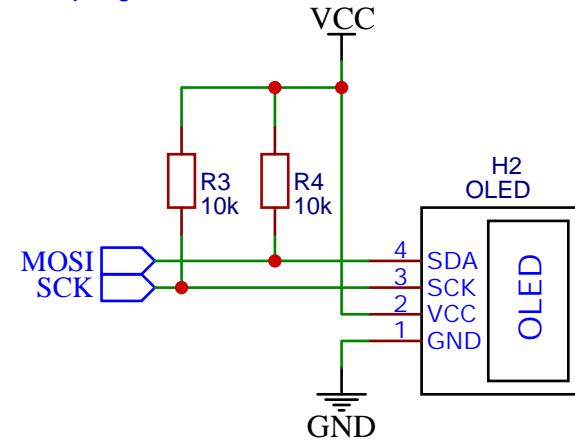 VCC
R3
10k
R4
10k
H2
OLED
MOSI
SCK
4
3
2
1
SDA
SCK
VCC
GND
OLED
GND